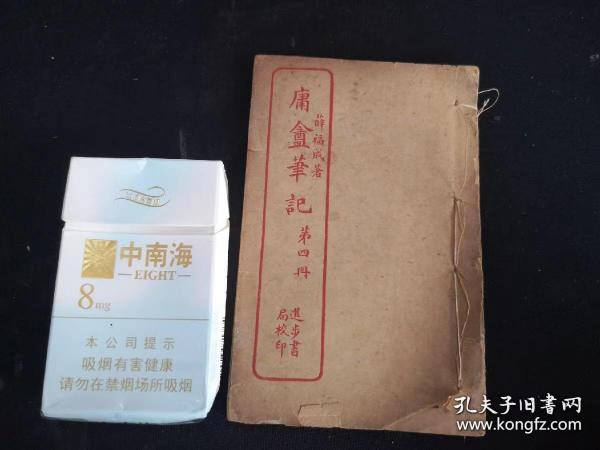 中南海
EIGHT
8mg
本公司提示
吸烟有害健康
请勿在禁烟场所吸烟
庸盦筆記 第四冊
薛福成著
進步書
局校印
孔夫子旧书网
www.kongfz.com